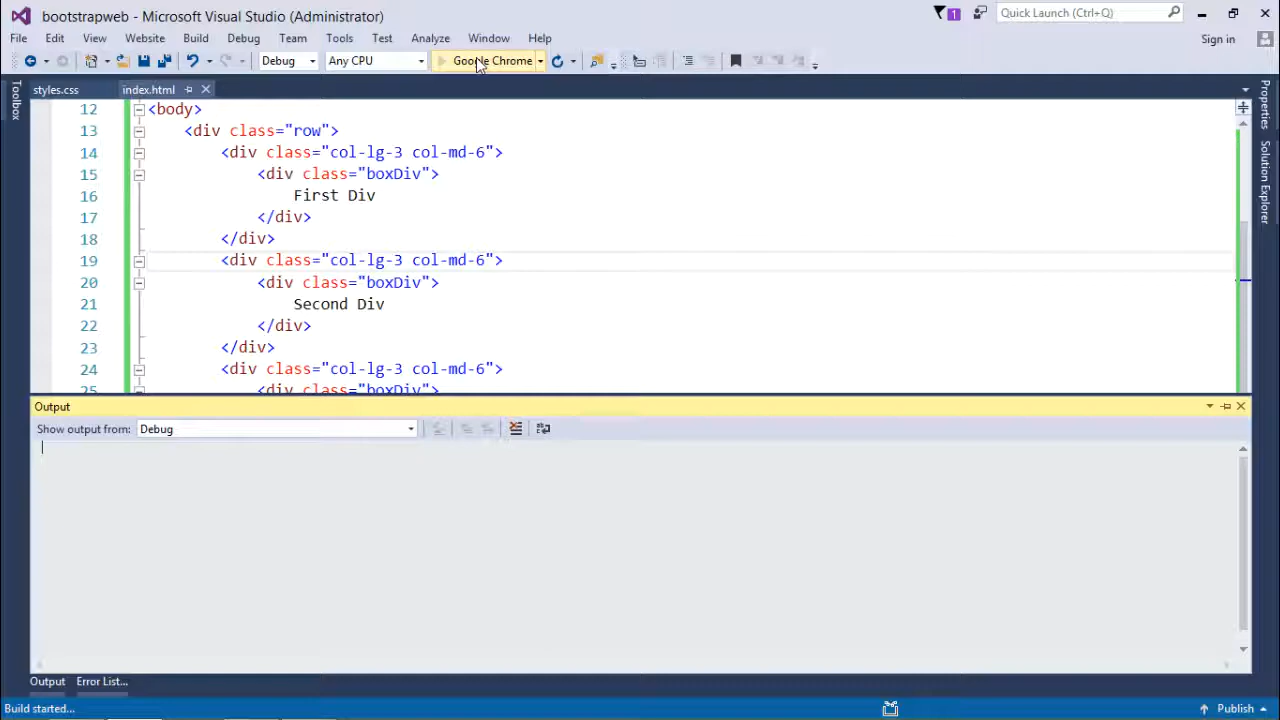 bootstrapweb - Microsoft Visual Studio (Administrator)
1
Quick Launch (Ctrl+Q)
File Edit View Website Build Debug Team Tools Test Analyze Window Help
Sign in
Debug Any CPU Google Chrome
Toolbox
styles.css index.html
Properties
Solution Explorer
12 <body>
13 <div class="row">
14 <div class="col-lg-3 col-md-6">
15 <div class="boxDiv">
16 First Div
17 </div>
18 </div>
19 <div class="col-lg-3 col-md-6">
20 <div class="boxDiv">
21 Second Div
22 </div>
23 </div>
24 <div class="col-lg-3 col-md-6">
25 <div class="boxDiv">
Output
Show output from: Debug
Output Error List...
Build started...
Publish